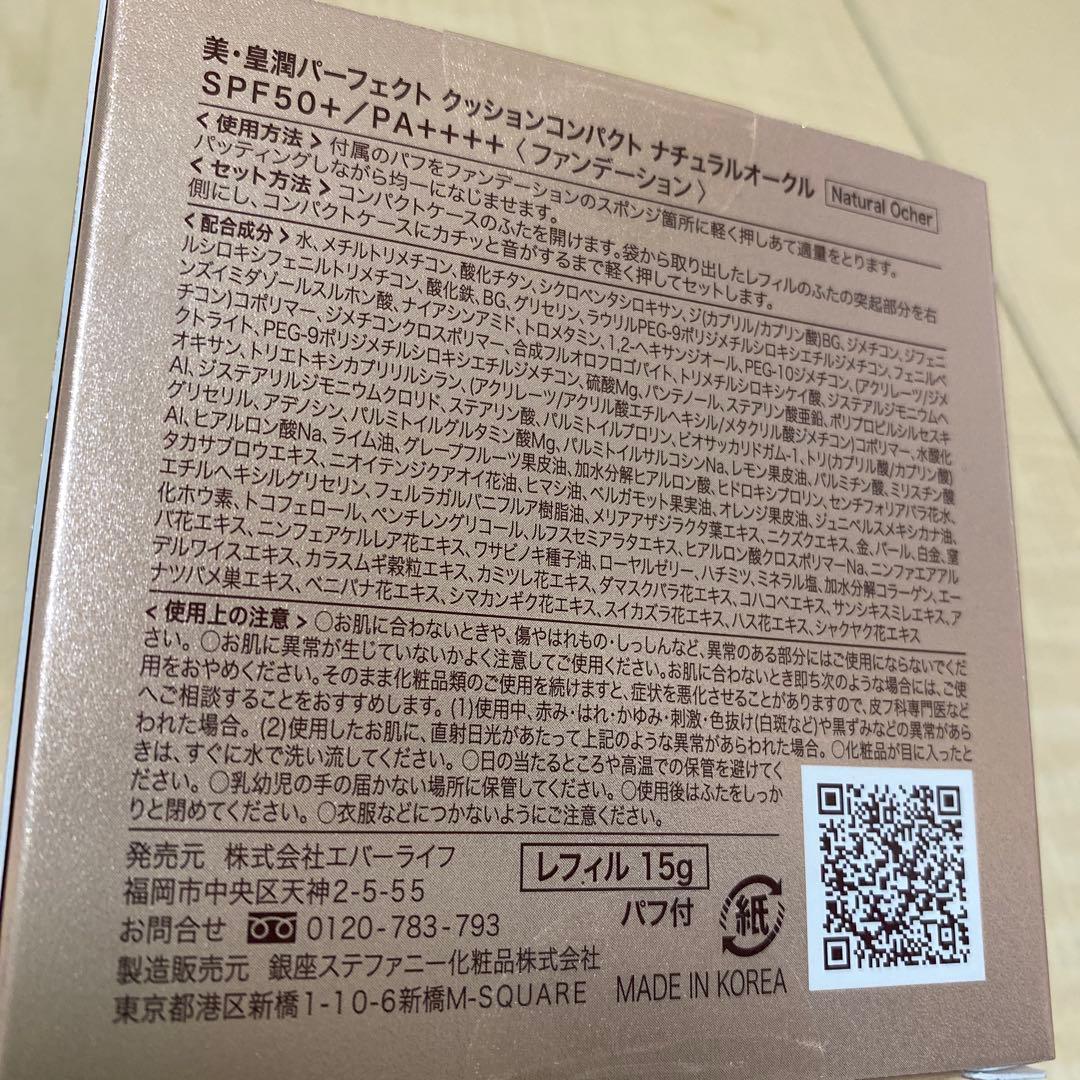 美・皇潤パーフェクト クッションコンパクト ナチュラルオークル Natural Ocher
SPF50+/PA++++〈ファンデーション〉
<使用方法>付属のパフをファンデーションのスポンジ箇所に軽く押しあて適量をとります。
パッティングしながら均一になじませます。
<セット方法>コンパクトケースのふたを開けます。袋から取り出したレフィルのふたの突起部分を右
側にし、コンパクトケースにカチッと音がするまで軽く押してセットします。
<配合成分>水、メチルトリメチコン、酸化チタン、シクロペンタシロキサン、ジ(カプリル/カプリン酸)BG、ジメチコン、ジフェニ
ルシロキシフェニルトリメチコン、酸化鉄、BG、グリセリン、ラウリルPEG-9ポリジメチルシロキシエチルジメチコン、フェニルベ
ンズイミダゾールスルホン酸、ナイアシンアミド、トロメタミン、1,2-ヘキサンジオール、PEG-10ジメチコン、(アクリレーツ/ジメ
チコン)コポリマー、ジメチコンクロスポリマー、合成フルオロフロゴパイト、トリメチルシロキシケイ酸、ジステアルジモニウムヘ
クトライト、PEG-9ポリジメチルシロキシエチルジメチコン、硫酸Mg、パンテノール、ステアリン酸亜鉛、ポリプロピルシルセスキ
オキサン、トリエトキシカプリリルシラン、(アクリレーツ/アクリル酸エチルヘキシル/メタクリル酸ジメチコン)コポリマー、水酸化
Al、ジステアリルジモニウムクロリド、ステアリン酸、パルミトイルプロリン、ビオサッカリドガム-1、トリ(カプリル酸/カプリン酸)
グリセリル、アデノシン、パルミトイルグルタミン酸Mg、パルミトイルサルコシンNa、レモン果皮油、パルミチン酸、ミリスチン酸
Al、ヒアルロン酸Na、ライム油、グレープフルーツ果皮油、加水分解ヒアルロン酸、ヒドロキシプロリン、センチフォリアバラ花水、
タカサブロウエキス、ニオイテンジクアオイ花油、ヒマシ油、ベルガモット果実油、オレンジ果皮油、ジュニペルスメキシカナ油、
エチルヘキシルグリセリン、フェルラガルバニフルア樹脂油、メリアアザジラクタ葉エキス、ニクズクエキス、金、パール、白金、窒
化ホウ素、トコフェロール、ペンチレングリコール、ルフスセミアラタエキス、ヒアルロン酸クロスポリマーNa、ニンファエアアル
バ花エキス、ニンフェアケルレア花エキス、ワサビノキ種子油、ローヤルゼリー、ハチミツ、ミネラル塩、加水分解コラーゲン、エー
デルワイスエキス、カラスムギ穀粒エキス、カミツレ花エキス、ダマスクバラ花エキス、コハコベエキス、サンシキスミレエキス、ア
ナツバメ巣エキス、ベニバナ花エキス、シマカンギク花エキス、スイカズラ花エキス、ハス花エキス、シャクヤク花エキス
<使用上の注意>○お肌に合わないときや、傷やはれもの・しっしんなど、異常のある部分にはご使用にならないでくだ
さい。○お肌に異常が生じていないかよく注意してご使用ください。お肌に合わないとき即ち次のような場合には、ご使
用をおやめください。そのまま化粧品類のご使用を続けますと、症状を悪化させることがありますので、皮フ科専門医など
へご相談することをおすすめします。(1)使用中、赤み・はれ・かゆみ・刺激・色抜け(白斑など)や黒ずみなどの異常があら
われた場合。(2)使用したお肌に、直射日光があたって上記のような異常があらわれた場合。○化粧品が目に入ったと
きは、すぐに水で洗い流してください。○日の当たるところや高温での保管を避けてく
ださい。○乳幼児の手の届かない場所に保管してください。○使用後はふたをしっか
りと閉めてください。○衣服などにつかないようにご注意ください。
発売元 株式会社エバーライフ
福岡市中央区天神2-5-55
お問合せ 0120-783-793
製造販売元 銀座ステファニー化粧品株式会社
東京都港区新橋1-10-6新橋M-SQUARE
レフィル 15g
パフ付
紙
MADE IN KOREA